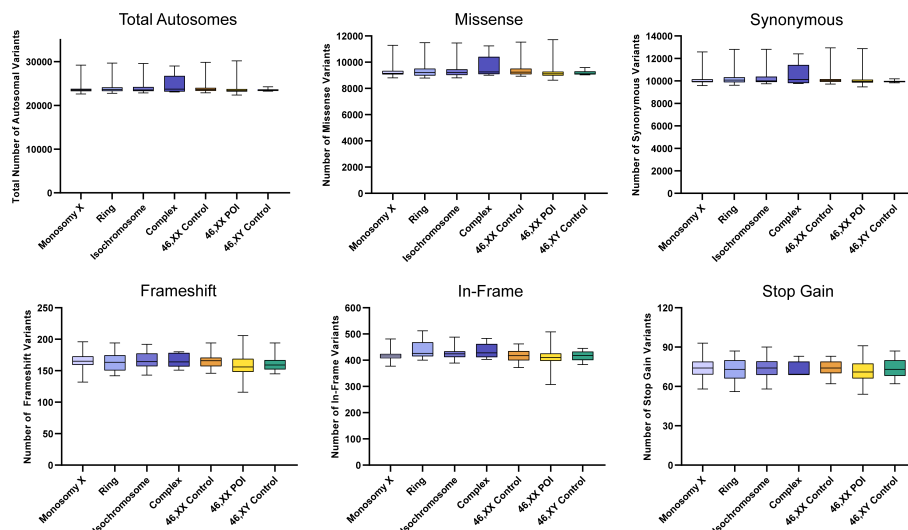 Total Autosomes
Total Number of Autosomal Variants
30000
20000
10000
0
Monosomy X
Ring
Isochromosome
Complex
46,XX Control
46,XX POI
46,XY Control
Missense
Number of Missense Variants
12000
10000
8000
6000
4000
2000
0
Monosomy X
Ring
Isochromosome
Complex
46,XX Control
46,XX POI
46,XY Control
Synonymous
Number of Synonymous Variants
14000
12000
10000
8000
6000
4000
2000
0
Monosomy X
Ring
Isochromosome
Complex
46,XX Control
46,XX POI
46,XY Control
Frameshift
Number of Frameshift Variants
250
200
150
100
50
0
Monosomy X
Ring
Isochromosome
Complex
46,XX Control
46,XX POI
46,XY Control
In-Frame
Number of In-Frame Variants
600
500
400
300
200
100
0
Monosomy X
Ring
Isochromosome
Complex
46,XX Control
46,XX POI
46,XY Control
Stop Gain
Number of Stop Gain Variants
120
90
60
30
0
Monosomy X
Ring
Isochromosome
Complex
46,XX Control
46,XX POI
46,XY Control